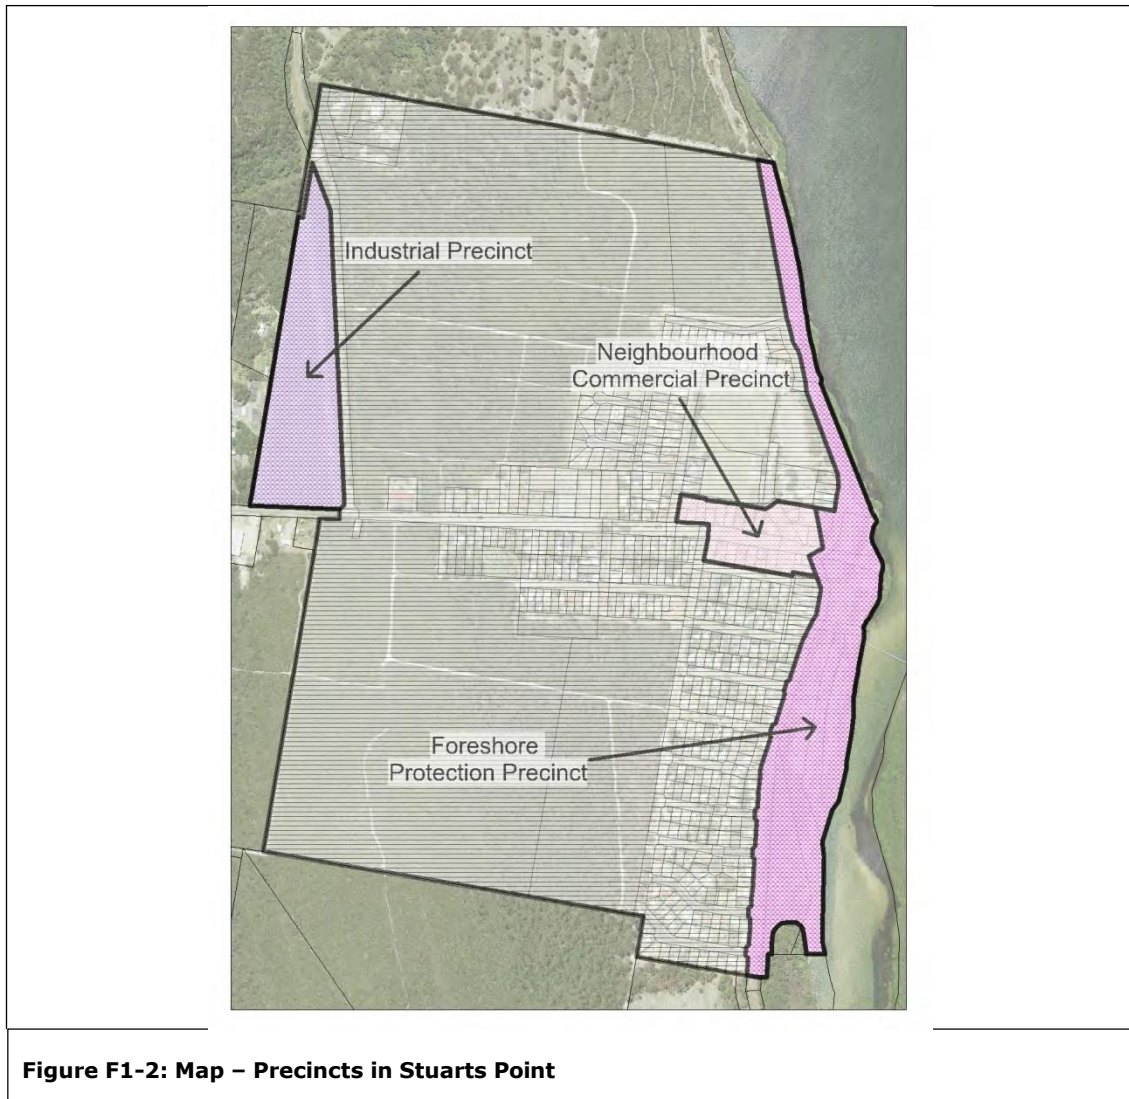 Industrial Precinct
Neighbourhood
Commercial Precinct
Foreshore
Protection Precinct
Figure F1-2: Map – Precincts in Stuarts Point